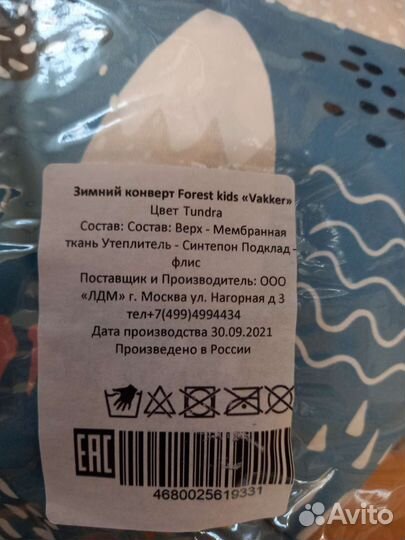 Зимний конверт Forest kids «Vakker»
Цвет Tundra
Состав: Состав: Верх - Мембранная
ткань Утеплитель - Синтепон Подклад -
флис
Поставщик и Производитель: ООО
«ЛДМ» г. Москва ул. Нагорная д 3
тел+7(499)4994434
Дата производства 30.09.2021
Произведено в России
EAC
4680025619331
Avito